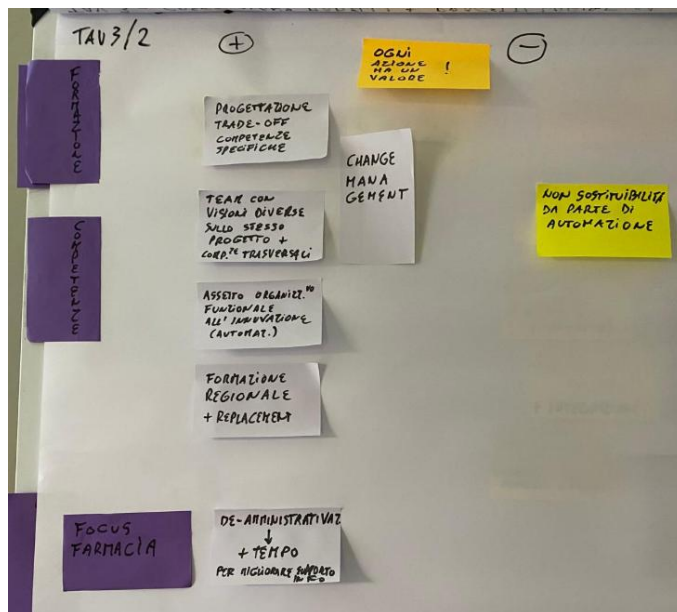 TAV 3/2
+
-
OGNI
AZIONE
HA UN
VALORE !
FORMAZIONE
PROGETTAZIONE
TRADE-OFF
COMPETENZE
SPECIFICHE
CHANGE
MANA
GEMENT
COMPETENZE
TEAM CON
VISIONI DIVERSE
SULLO STESSO
PROGETTO +
COMP.ZE TRASVERSALI
NON SOSTITUIBILITÀ
DA PARTE DI
AUTOMAZIONE
ASSETTO ORGANIZZ.VO
FUNZIONALE
ALL'INNOVAZIONE
(AUTOMAT.)
FORMAZIONE
REGIONALE
+ REPLACEMENT
FOCUS
FARMACIA
DE-AMMINISTRATIVAZ
↓
+ TEMPO
PER MIGLIORARE SUPPORTO